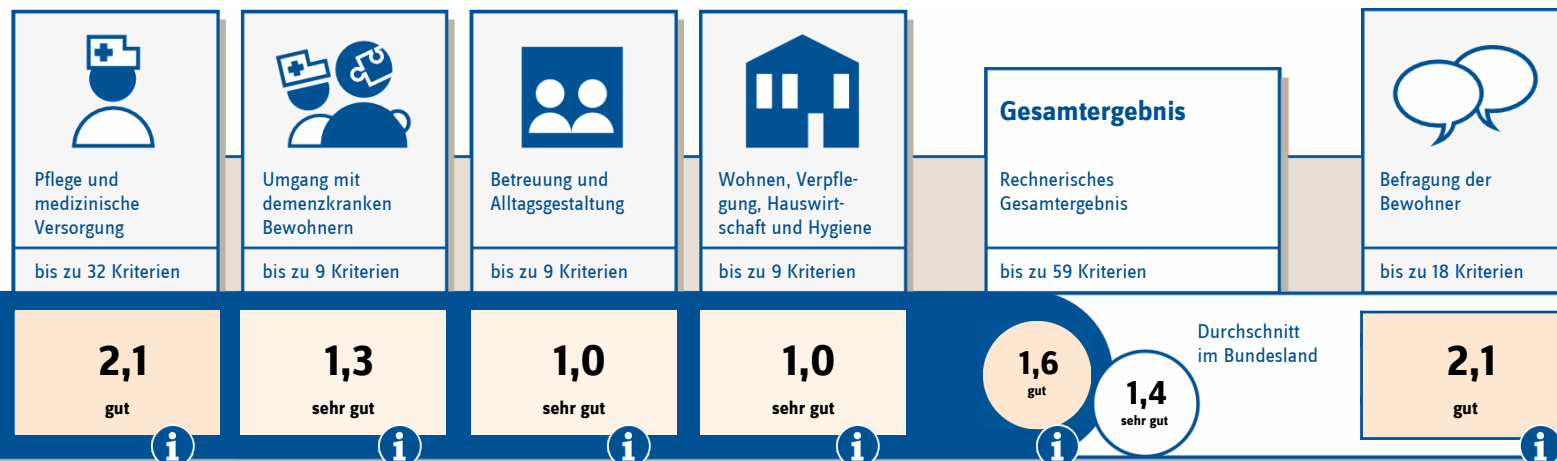 Pflege und
medizinische
Versorgung
bis zu 32 Kriterien
2,1
gut
i
Umgang mit
demenzkranken
Bewohnern
bis zu 9 Kriterien
1,3
sehr gut
i
Betreuung und
Alltagsgestaltung
bis zu 9 Kriterien
1,0
sehr gut
i
Wohnen, Verpfle-
gung, Hauswirt-
schaft und Hygiene
bis zu 9 Kriterien
1,0
sehr gut
i
Gesamtergebnis
Rechnerisches
Gesamtergebnis
bis zu 59 Kriterien
1,6
gut
i
Durchschnitt
im Bundesland
1,4
sehr gut
Befragung der
Bewohner
bis zu 18 Kriterien
2,1
gut
i